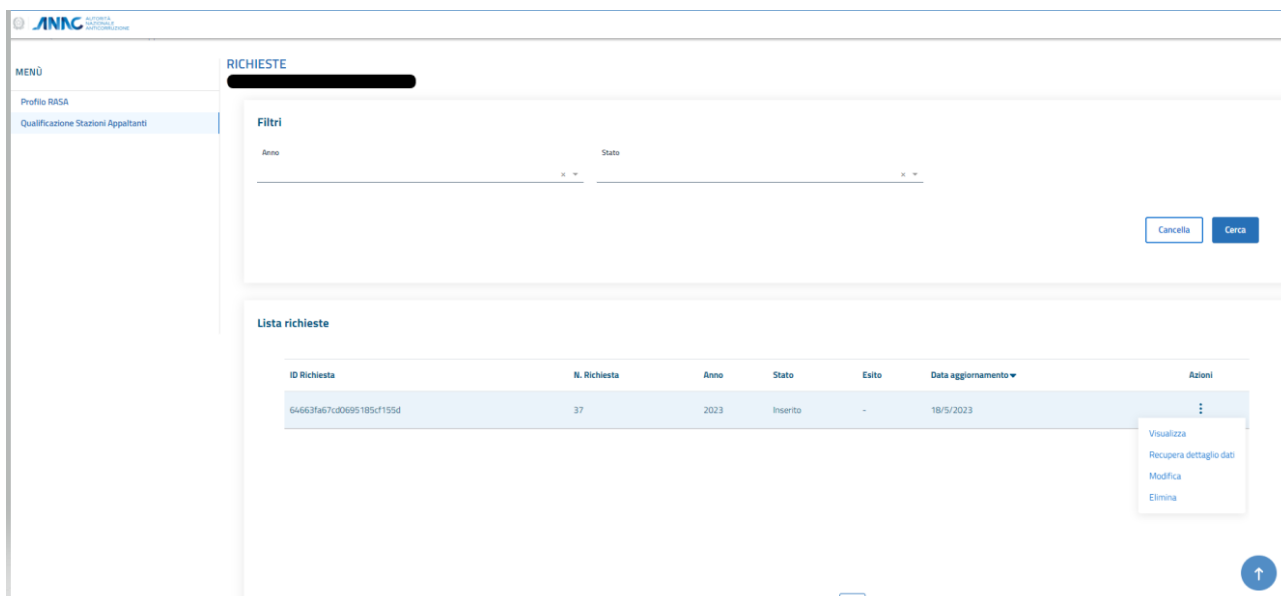 ANAC AUTORITÀ
NAZIONALE
ANTICORRUZIONE
MENÙ
Profilo RASA
Qualificazione Stazioni Appaltanti
RICHIESTE
Filtri
Anno
Stato
Cancella
Cerca
Lista richieste
ID Richiesta N. Richiesta Anno Stato Esito Data aggiornamento Azioni
64663fa67cd0695185cf155d 37 2023 Inserito - 18/5/2023
Visualizza
Recupera dettaglio dati
Modifica
Elimina